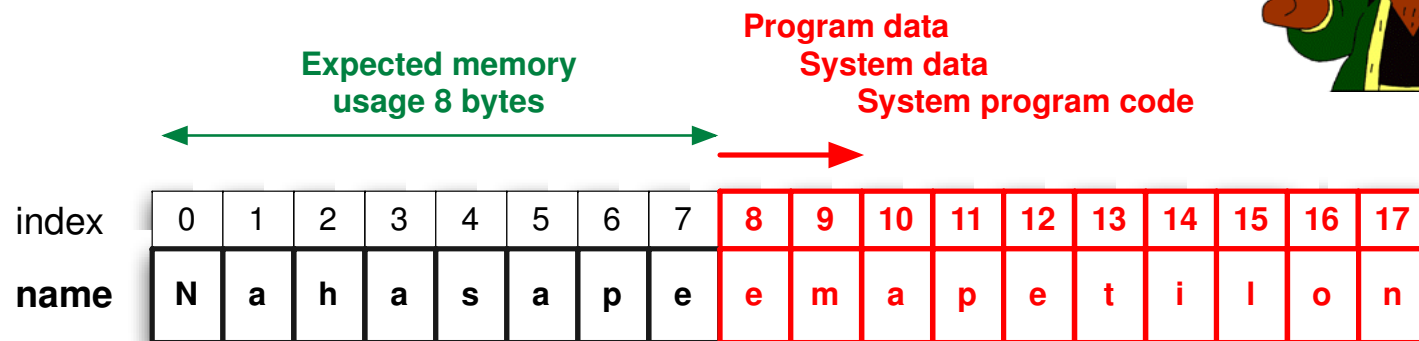 Program data
Expected memory System data
usage 8 bytes System program code
index 0 1 2 3 4 5 6 7 8 9 10 11 12 13 14 15 16 17
name N a h a s a p e e m a p e t i l o n